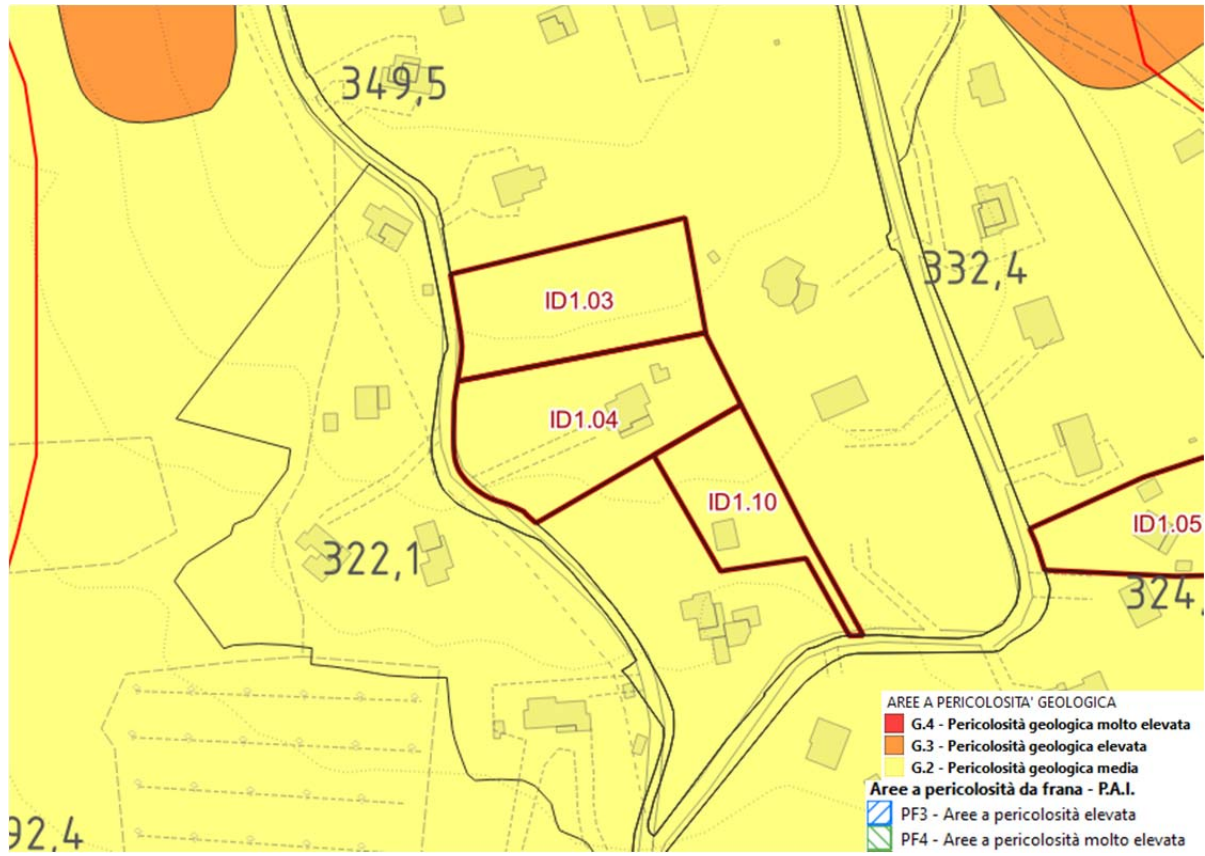 349,5
332,4
ID1.03
ID1.04
ID1.10
ID1.05
322,1
324,
92,4
AREE A PERICOLOSITA' GEOLOGICA
G.4 - Pericolosità geologica molto elevata
G.3 - Pericolosità geologica elevata
G.2 - Pericolosità geologica media
Aree a pericolosità da frana - P.A.I.
PF3 - Aree a pericolosità elevata
PF4 - Aree a pericolosità molto elevata